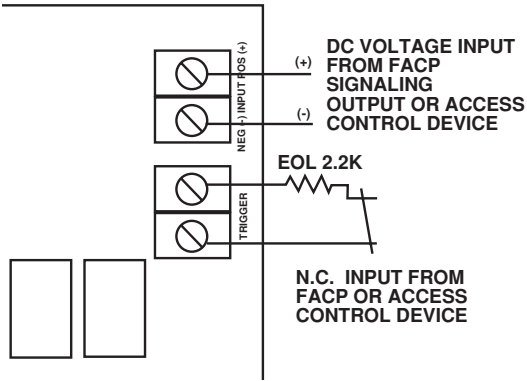 NEG (-) INPUT POS (+)
(+)
DC VOLTAGE INPUT
FROM FACP
SIGNALING
OUTPUT OR ACCESS
CONTROL DEVICE
(-)
EOL 2.2K
TRIGGER
N.C. INPUT FROM
FACP OR ACCESS
CONTROL DEVICE